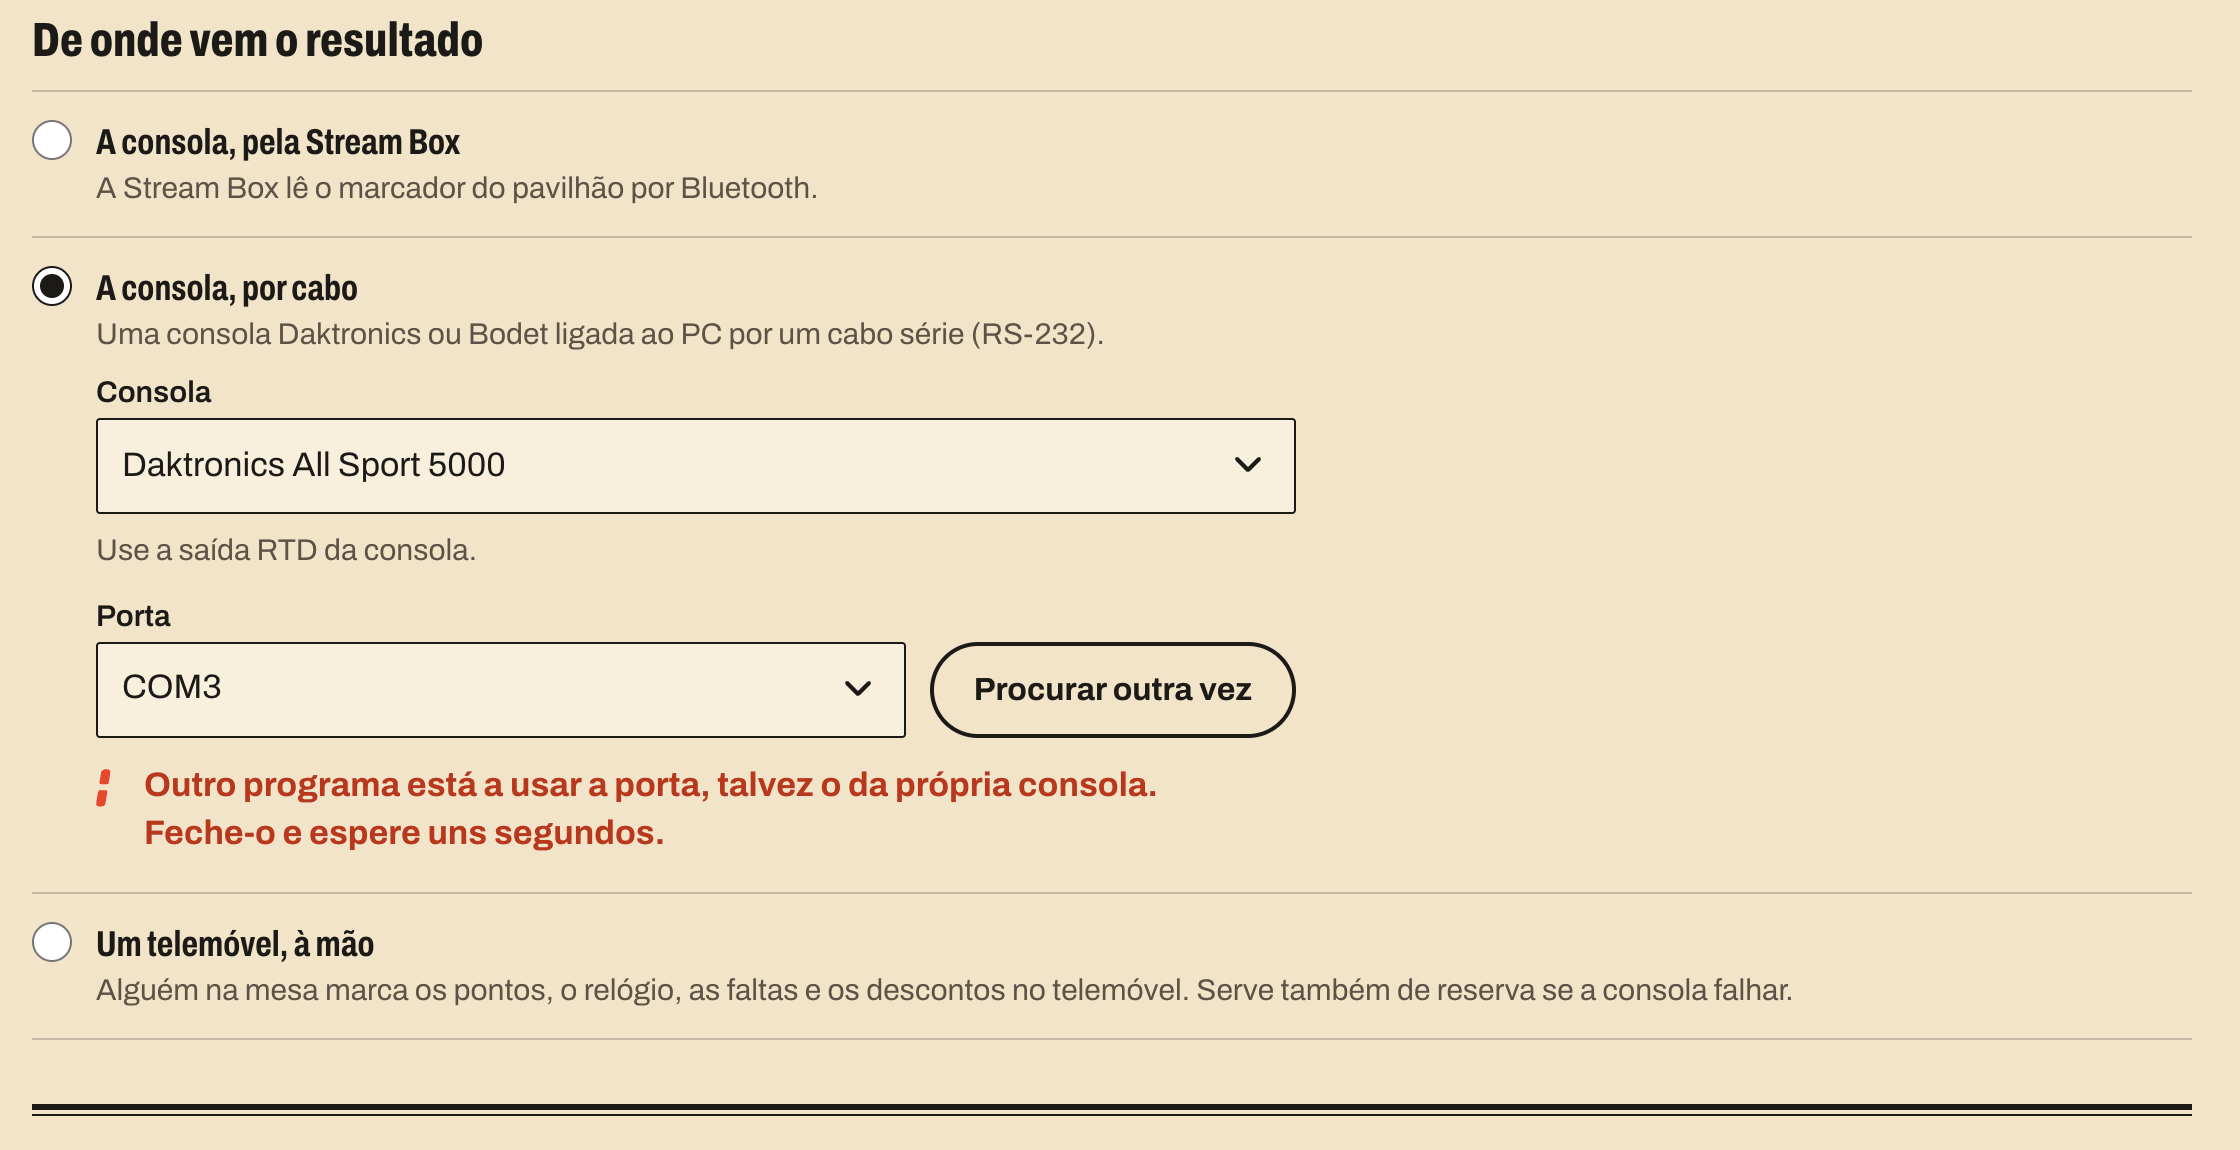 De onde vem o resultado
A consola, pela Stream Box
A Stream Box lê o marcador do pavilhão por Bluetooth.
A consola, por cabo
Uma consola Daktronics ou Bodet ligada ao PC por um cabo série (RS-232).
Consola
Daktronics All Sport 5000
Use a saída RTD da consola.
Porta
COM3
Procurar outra vez
Outro programa está a usar a porta, talvez o da própria consola.
Feche-o e espere uns segundos.
Um telemóvel, à mão
Alguém na mesa marca os pontos, o relógio, as faltas e os descontos no telemóvel. Serve também de reserva se a consola falhar.